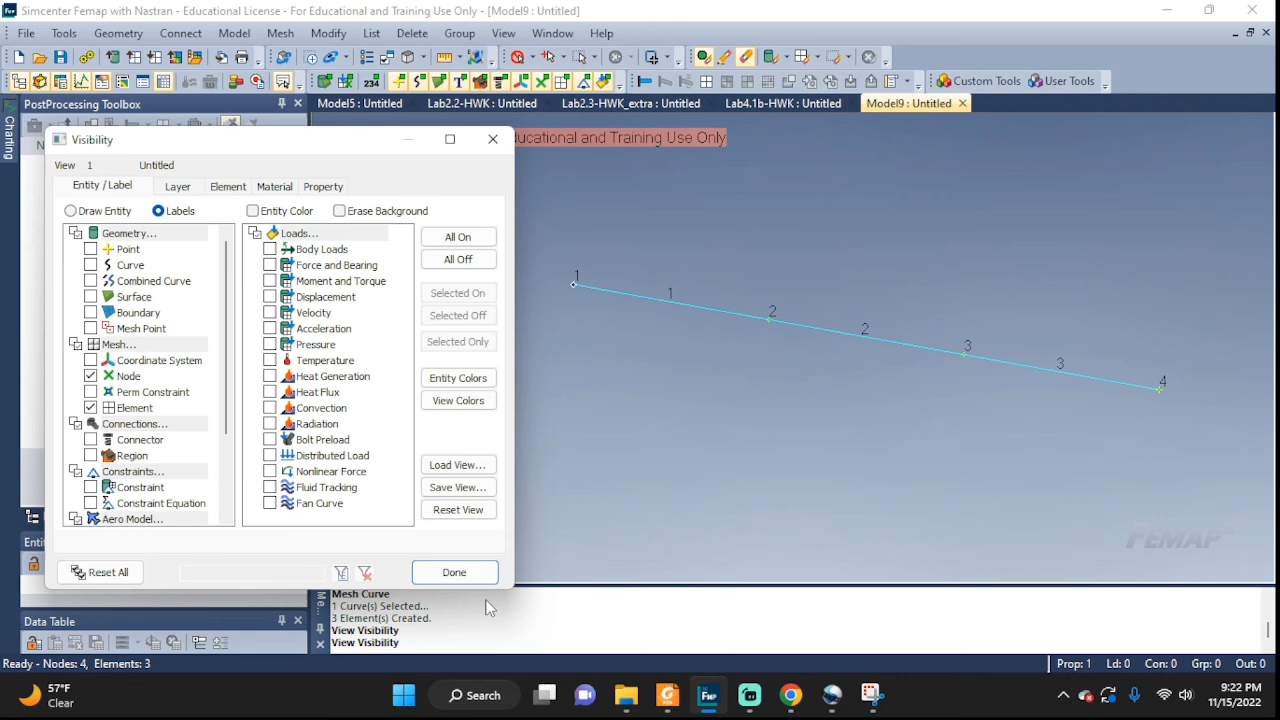 Simcenter Femap with Nastran - Educational License - For Educational and Training Use Only - [Model9 : Untitled]
File Tools Geometry Connect Model Mesh Modify List Delete Group View Window Help
234 T Custom Tools User Tools
PostProcessing Toolbox Model5 : Untitled Lab2.2-HWK : Untitled Lab2.3-HWK_extra : Untitled Lab4.1b-HWK : Untitled Model9 : Untitled
Charting
Visibility
ducational and Training Use Only
View 1 Untitled
Entity / Label Layer Element Material Property
Draw Entity Labels Entity Color Erase Background
Geometry...
Point
Curve
Combined Curve
Surface
Boundary
Mesh Point
Mesh...
Coordinate System
Node
Perm Constraint
Element
Connections...
Connector
Region
Constraints...
Constraint
Constraint Equation
Aero Model...
Loads...
Body Loads
Force and Bearing
Moment and Torque
Displacement
Velocity
Acceleration
Pressure
Temperature
Heat Generation
Heat Flux
Convection
Radiation
Bolt Preload
Distributed Load
Nonlinear Force
Fluid Tracking
Fan Curve
All On
All Off
Selected On
Selected Off
Selected Only
Entity Colors
View Colors
Load View...
Save View...
Reset View
Reset All Done
1
1
2
2
3
3
4
FEMAP
Enti
Data Table
Me...
Mesh Curve
1 Curve(s) Selected...
3 Element(s) Created.
View Visibility
View Visibility
Ready - Nodes: 4, Elements: 3 Prop: 1 Ld: 0 Con: 0 Grp: 0 Out: 0
57°F
Clear
Search
9:22 PM
11/15/2022